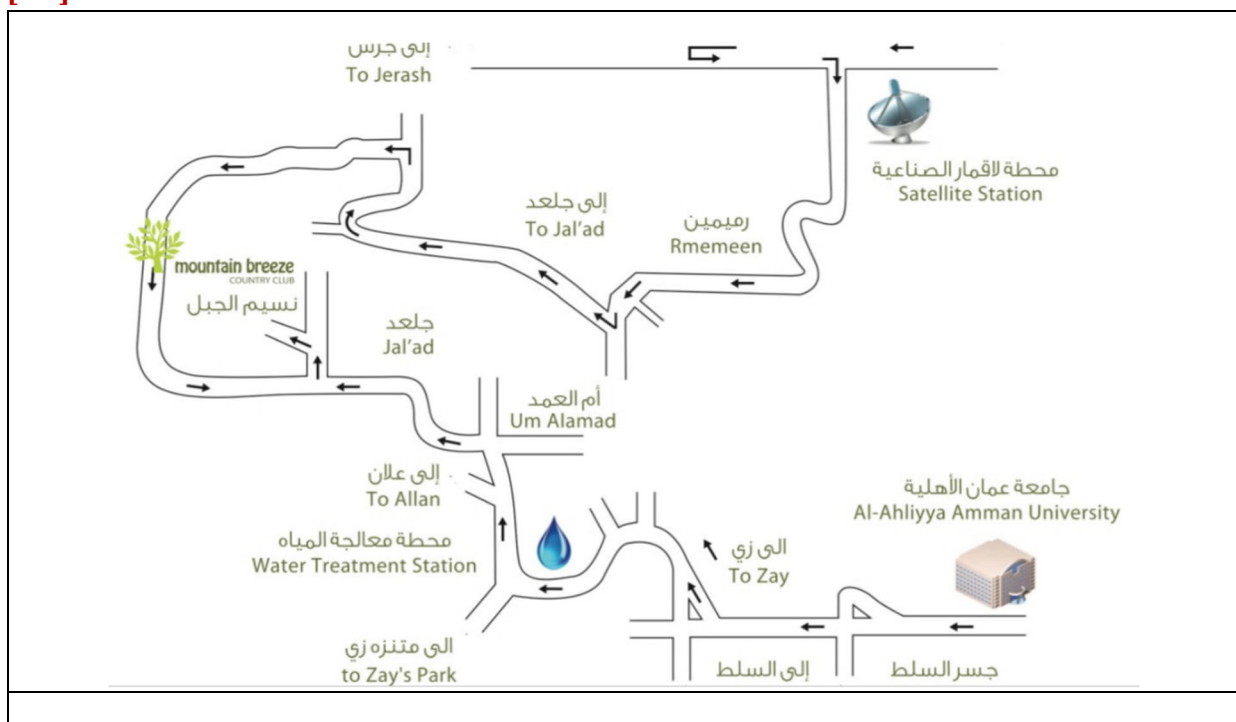 إلى جرش
To Jerash
محطة لاقمار الصناعية
Satellite Station
إلى جلعد
To Jal'ad
رميمين
Rmemeen
mountain breeze
COUNTRY CLUB
نسيم الجبل
جلعد
Jal'ad
أم العمد
Um Alamad
إلى علان
To Allan
جامعة عمان الأهلية
Al-Ahliyya Amman University
محطة معالجة المياه
Water Treatment Station
الى زي
To Zay
الى متنزه زي
to Zay's Park
إلى السلط
جسر السلط